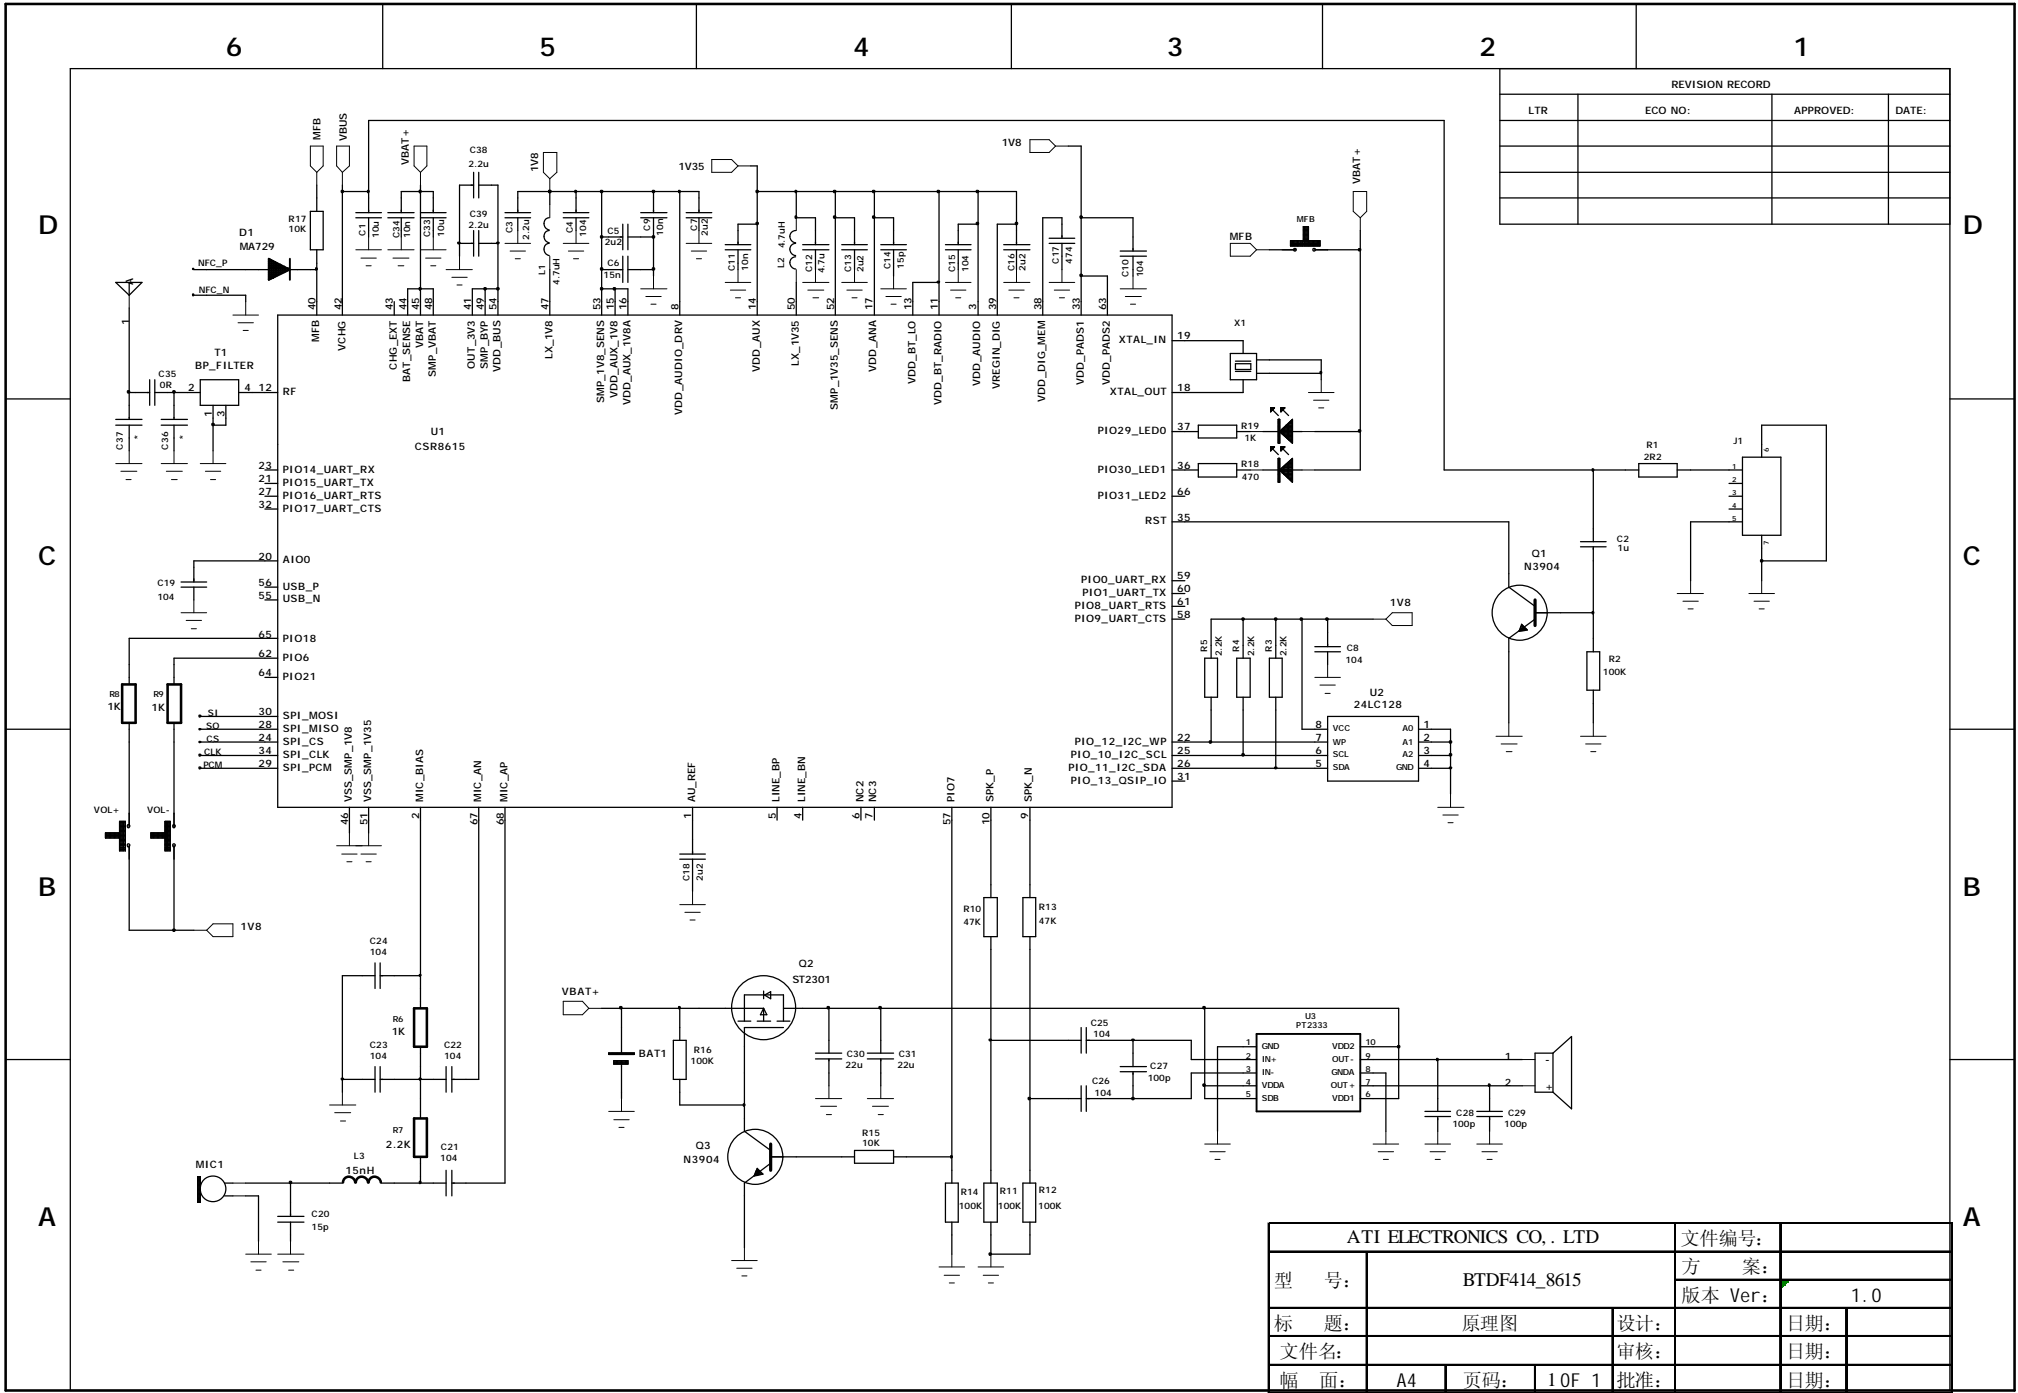 6 5 4 3 2 1
REVISION RECORD
LTR ECO NO: APPROVED: DATE:
D D
C C
B B
A A
MFB
VBUS
VBAT+
1V8
1V35
1V8
VBAT+
R17
10K
D1
MA729
NFC_P
NFC_N
C1
10u
C34
10n
C33
10u
C38
2.2u
C39
2.2u
C3
2.2u
L1
4.7uH
C4
104
C5
2u2
C6
15n
C9
10n
C7
2u2
C11
10n
L2
4.7uH
C12
4.7u
C13
2u2
C14
15p
C15
104
C16
2u2
C17
474
C10
104
MFB
MFB
40 MFB
42 VCHG
43 CHG_EXT
44 BAT_SENSE
45 VBAT
48 SMP_VBAT
41 OUT_3V3
49 SMP_BYP
54 VDD_BUS
47 LX_1V8
53 SMP_1V8_SENS
15 VDD_AUX_1V8
16 VDD_AUX_1V8A
8 VDD_AUDIO_DRV
14 VDD_AUX
50 LX_1V35
52 SMP_1V35_SENS
17 VDD_ANA
13 VDD_BT_LO
11 VDD_BT_RADIO
3 VDD_AUDIO
39 VREGIN_DIG
38 VDD_DIG_MEM
33 VDD_PADS1
63 VDD_PADS2
A
1
T1
BP_FILTER
C35
0R
2 4 12 RF
1 3
C37
*
C36
*
U1
CSR8615
23 PIO14_UART_RX
21 PIO15_UART_TX
27 PIO16_UART_RTS
32 PIO17_UART_CTS
20 AIO0
C19
104
56 USB_P
55 USB_N
65 PIO18
62 PIO6
64 PIO21
R8
1K
R9
1K
SI 30 SPI_MOSI
SO 28 SPI_MISO
CS 24 SPI_CS
CLK 34 SPI_CLK
PCM 29 SPI_PCM
VOL+
VOL-
1V8
XTAL_IN 19
XTAL_OUT 18
X1
PIO29_LED0 37
R19
1K
PIO30_LED1 36
R18
470
PIO31_LED2 66
RST 35
PIO0_UART_RX 59
PIO1_UART_TX 60
PIO8_UART_RTS 61
PIO9_UART_CTS 58
1V8
R5
2.2K
R4
2.2K
R3
2.2K
C8
104
U2
24LC128
PIO_12_I2C_WP 22
PIO_10_I2C_SCL 25
PIO_11_I2C_SDA 26
PIO_13_QSIP_IO 31
8 VCC A0 1
7 WP A1 2
6 SCL A2 3
5 SDA GND 4
R1
2R2
J1
6
1
2
3
4
5
7
Q1
N3904
C2
1u
R2
100K
VSS_SMP_1V8 46
VSS_SMP_1V35 51
MIC_BIAS 2
MIC_AN 67
MIC_AP 68
AU_REF 1
LINE_BP 5
LINE_BN 4
NC2 6
NC3 7
PIO7 57
SPK_P 10
SPK_N 9
C18
2u2
R10
47K
R13
47K
C24
104
R6
1K
C23
104
C22
104
R7
2.2K
C21
104
L3
15nH
MIC1
C20
15p
VBAT+
Q2
ST2301
BAT1
R16
100K
C30
22u
C31
22u
Q3
N3904
R15
10K
R14
100K
R11
100K
R12
100K
C25
104
C26
104
C27
100p
U3
PT2333
1 GND VDD2 10
2 IN+ OUT- 9
3 IN- GNDA 8
4 VDDA OUT+ 7
5 SDB VDD1 6
C28
100p
C29
100p
1 -
2 +
ATI ELECTRONICS CO,. LTD 文件编号:
型 号: BTDF414_8615 方 案:
版本 Ver: 1.0
标 题: 原理图 设计: 日期:
文件名: 审核: 日期:
幅 面: A4 页码: 1OF 1 批准: 日期: